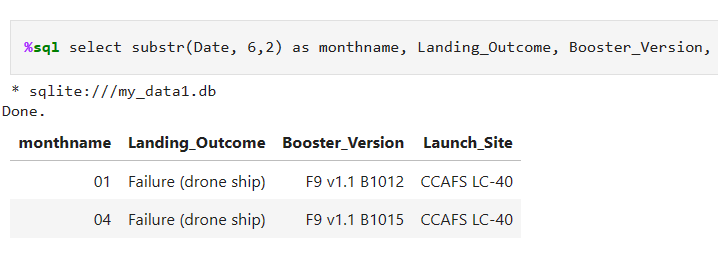 %sql select substr(Date, 6,2) as monthname, Landing_Outcome, Booster_Version,
* sqlite:///my_data1.db
Done.
monthname Landing_Outcome Booster_Version Launch_Site
01 Failure (drone ship) F9 v1.1 B1012 CCAFS LC-40
04 Failure (drone ship) F9 v1.1 B1015 CCAFS LC-40